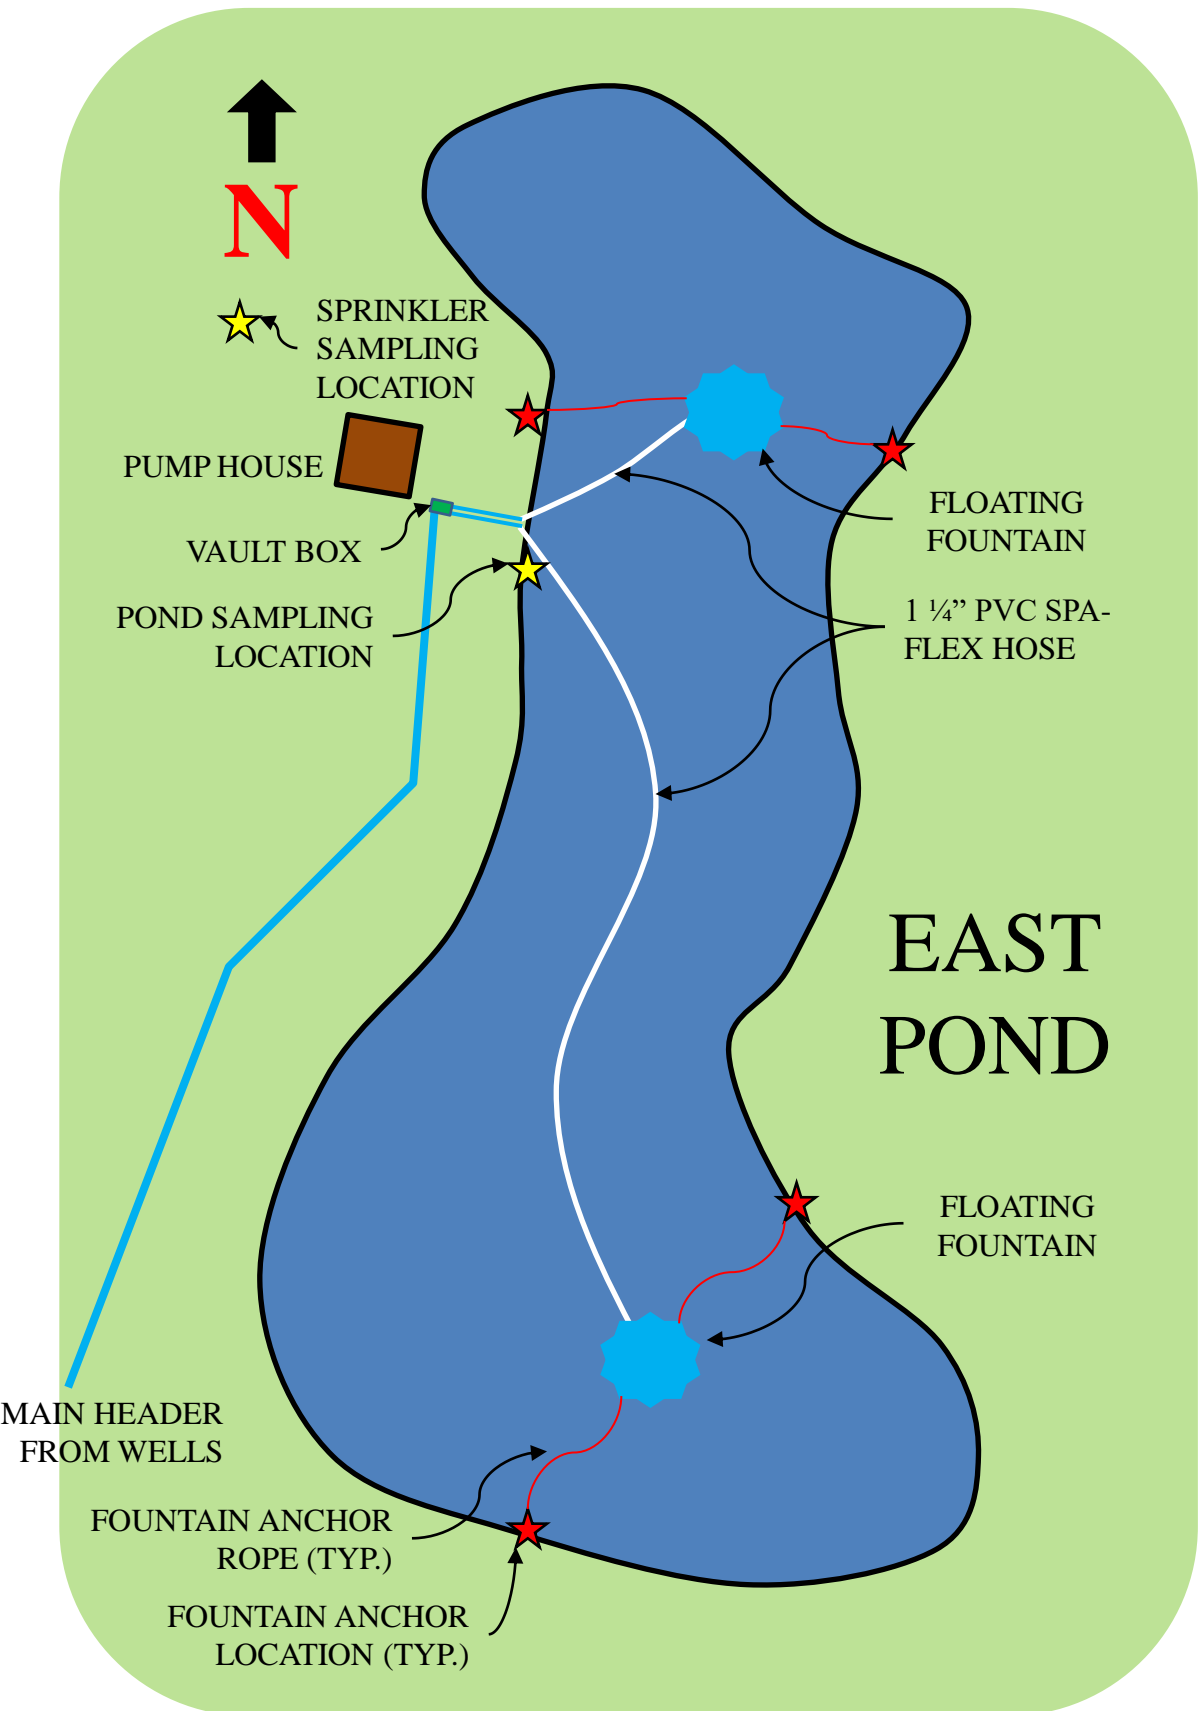 N
SPRINKLER
SAMPLING
LOCATION
PUMP HOUSE
FLOATING
FOUNTAIN
VAULT BOX
POND SAMPLING
LOCATION
1 ¼” PVC SPA-
FLEX HOSE
EAST
POND
FLOATING
FOUNTAIN
MAIN HEADER
FROM WELLS
FOUNTAIN ANCHOR
ROPE (TYP.)
FOUNTAIN ANCHOR
LOCATION (TYP.)